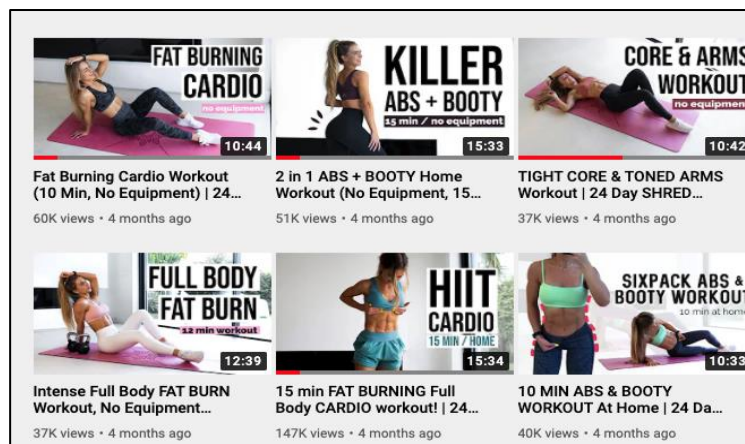 FAT BURNING
CARDIO
no equipment
10:44
KILLER
ABS + BOOTY
15 min / no equipment
15:33
CORE & ARMS
WORKOUT
no equipment
10:42
Fat Burning Cardio Workout
(10 Min, No Equipment) | 24...
60K views • 4 months ago
2 in 1 ABS + BOOTY Home
Workout (No Equipment, 15...
51K views • 4 months ago
TIGHT CORE & TONED ARMS
Workout | 24 Day SHRED...
37K views • 4 months ago
FULL BODY
FAT BURN
12 min workout
12:39
HIIT
CARDIO
15 MIN / HOME
15:34
SIXPACK ABS &
BOOTY WORKOUT
10 min at home
10:33
Intense Full Body FAT BURN
Workout, No Equipment...
37K views • 4 months ago
15 min FAT BURNING Full
Body CARDIO workout! | 24...
147K views • 4 months ago
10 MIN ABS & BOOTY
WORKOUT At Home | 24 Da...
40K views • 4 months ago